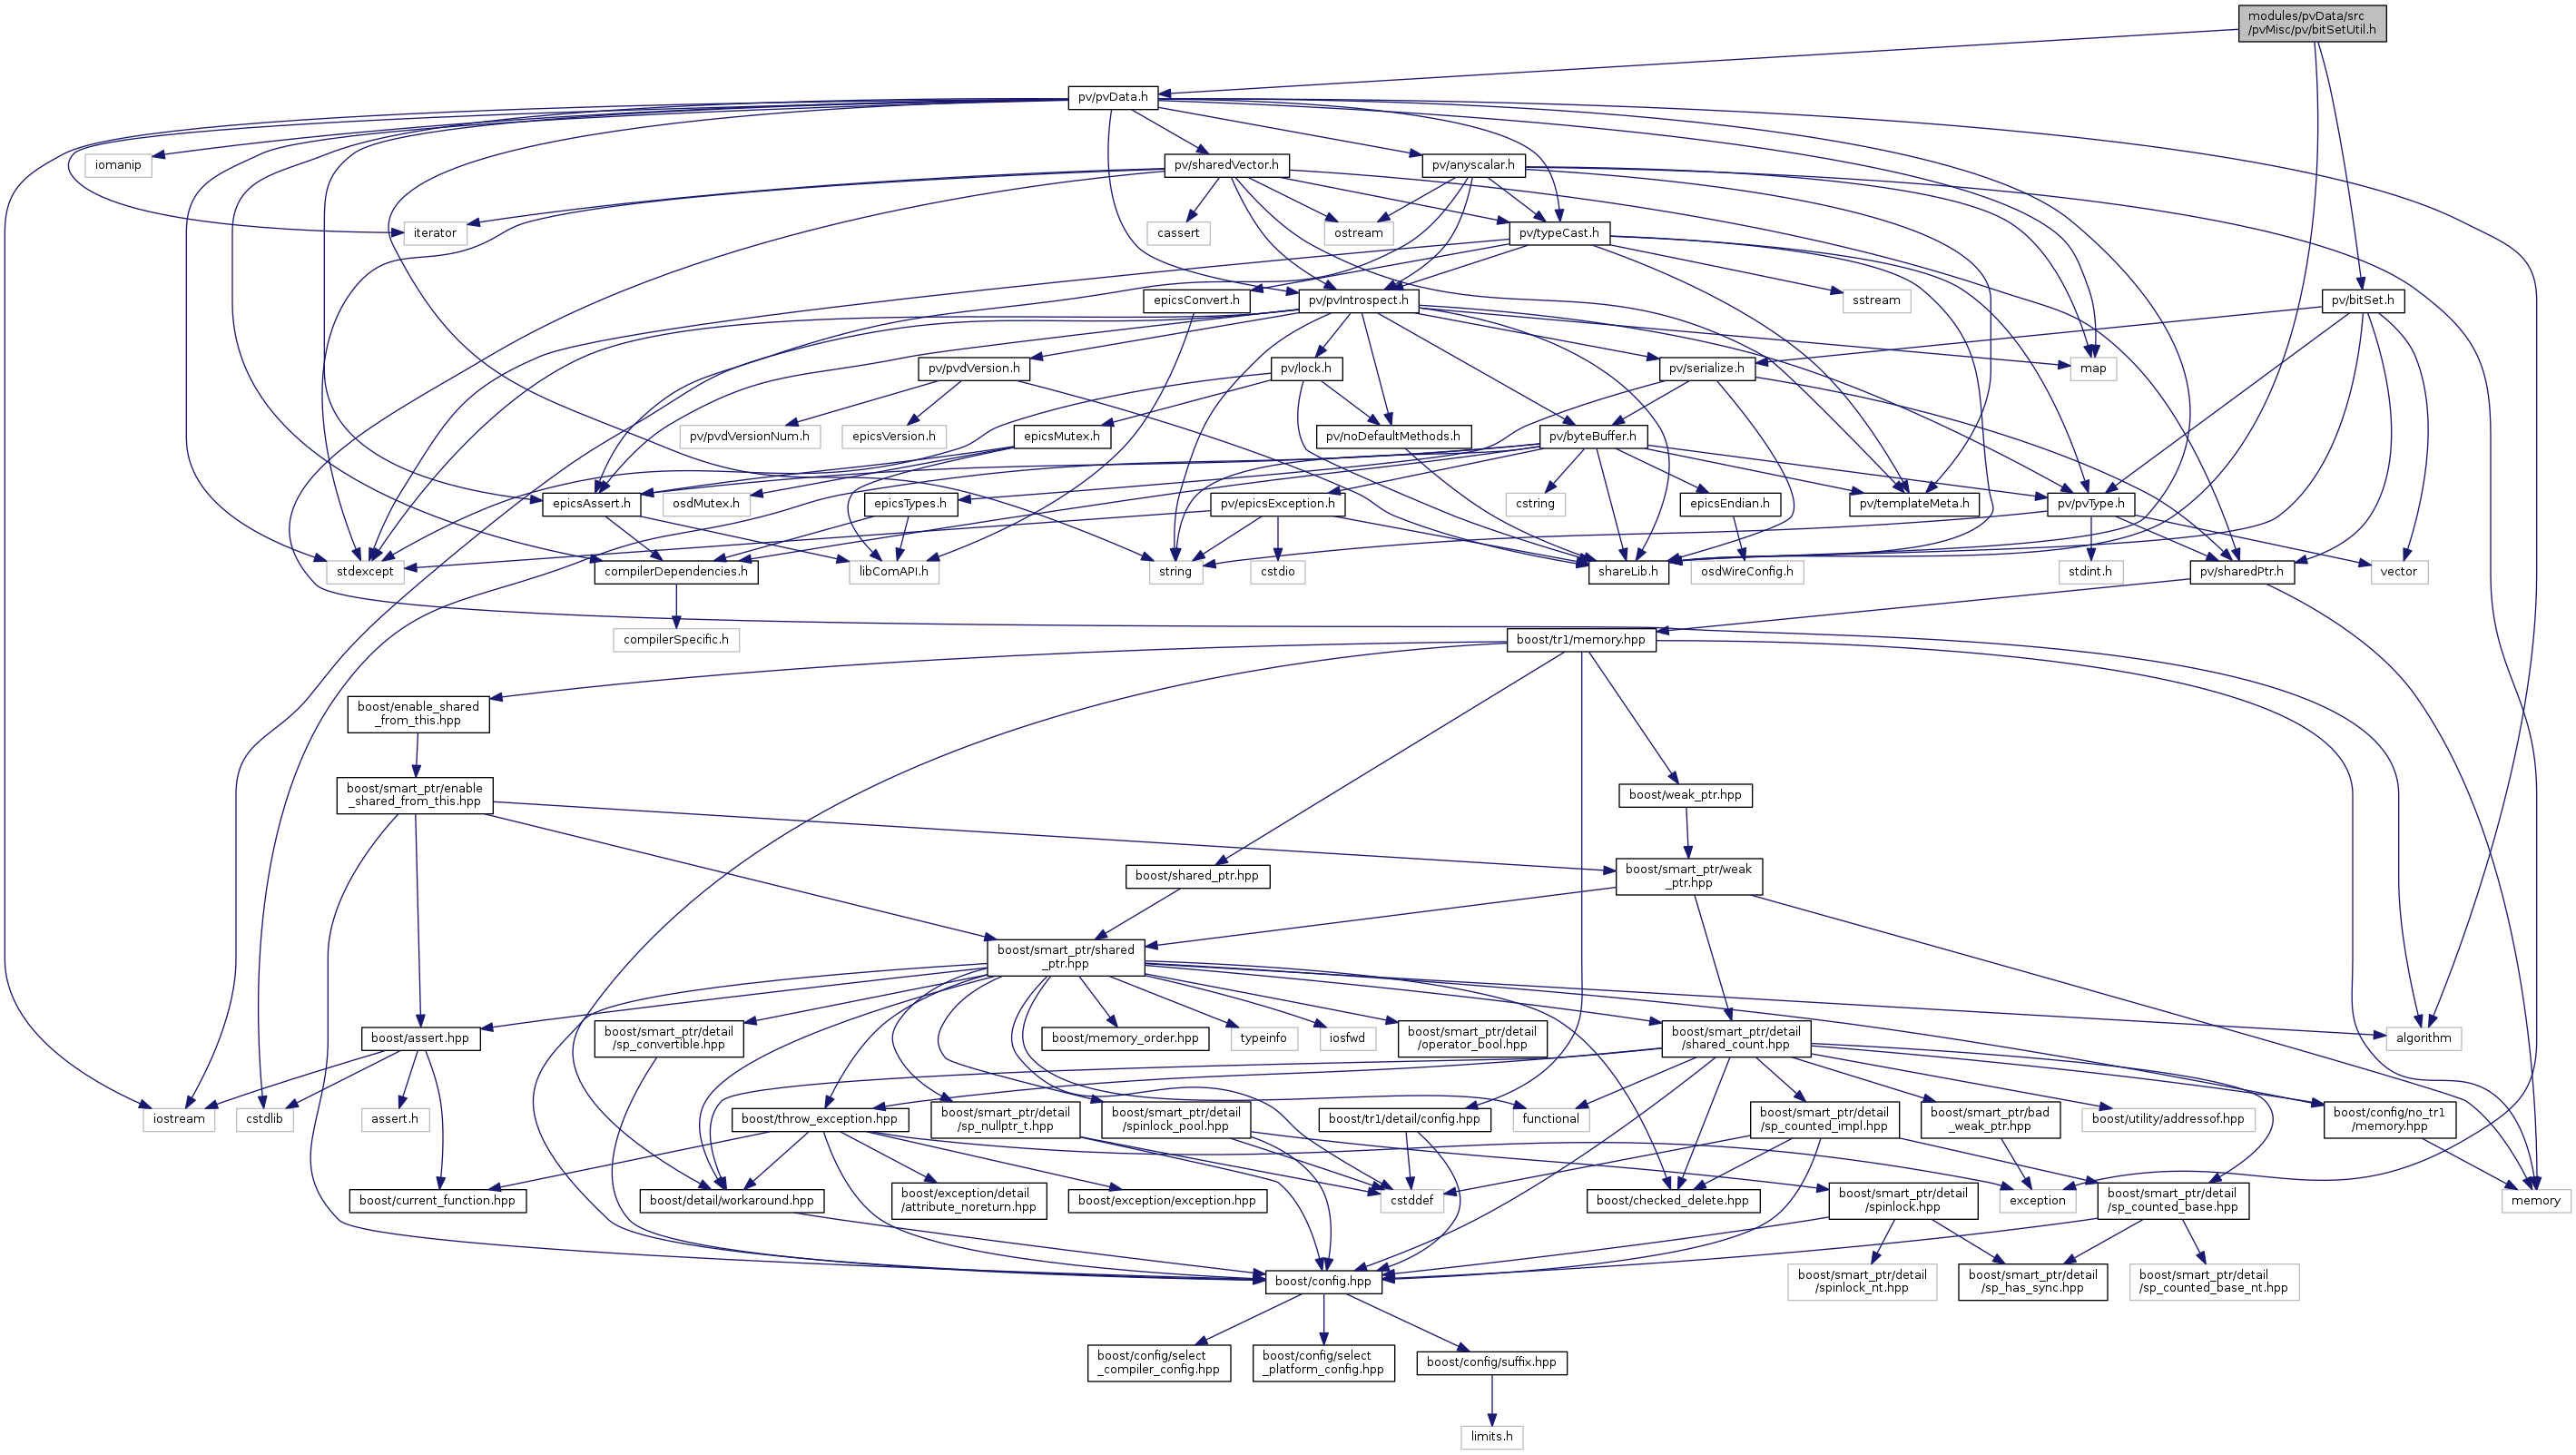 modules/pvData/src
/pvMisc/pv/bitSetUtil.h
pv/pvData.h
iomanip
pv/sharedVector.h
pv/anyscalar.h
iterator
cassert
ostream
pv/typeCast.h
epicsConvert.h
pv/pvIntrospect.h
sstream
pv/bitSet.h
pv/pvdVersion.h
pv/lock.h
pv/serialize.h
map
pv/pvdVersionNum.h
epicsVersion.h
epicsMutex.h
pv/noDefaultMethods.h
pv/byteBuffer.h
epicsAssert.h
osdMutex.h
epicsTypes.h
pv/epicsException.h
cstring
epicsEndian.h
pv/templateMeta.h
pv/pvType.h
stdexcept
compilerDependencies.h
libComAPI.h
string
cstdio
shareLib.h
osdWireConfig.h
stdint.h
pv/sharedPtr.h
vector
compilerSpecific.h
boost/tr1/memory.hpp
boost/enable_shared
_from_this.hpp
boost/smart_ptr/enable
_shared_from_this.hpp
boost/weak_ptr.hpp
boost/shared_ptr.hpp
boost/smart_ptr/weak
_ptr.hpp
boost/smart_ptr/shared
_ptr.hpp
boost/assert.hpp
boost/smart_ptr/detail
/sp_convertible.hpp
boost/memory_order.hpp
typeinfo
iosfwd
boost/smart_ptr/detail
/operator_bool.hpp
boost/smart_ptr/detail
/shared_count.hpp
algorithm
iostream
cstdlib
assert.h
boost/throw_exception.hpp
boost/smart_ptr/detail
/sp_nullptr_t.hpp
boost/smart_ptr/detail
/spinlock_pool.hpp
boost/tr1/detail/config.hpp
functional
boost/smart_ptr/detail
/sp_counted_impl.hpp
boost/smart_ptr/bad
_weak_ptr.hpp
boost/utility/addressof.hpp
boost/config/no_tr1
/memory.hpp
boost/current_function.hpp
boost/detail/workaround.hpp
boost/exception/detail
/attribute_noreturn.hpp
boost/exception/exception.hpp
cstddef
boost/checked_delete.hpp
boost/smart_ptr/detail
/spinlock.hpp
exception
boost/smart_ptr/detail
/sp_counted_base.hpp
memory
boost/config.hpp
boost/smart_ptr/detail
/spinlock_nt.hpp
boost/smart_ptr/detail
/sp_has_sync.hpp
boost/smart_ptr/detail
/sp_counted_base_nt.hpp
boost/config/select
_compiler_config.hpp
boost/config/select
_platform_config.hpp
boost/config/suffix.hpp
limits.h